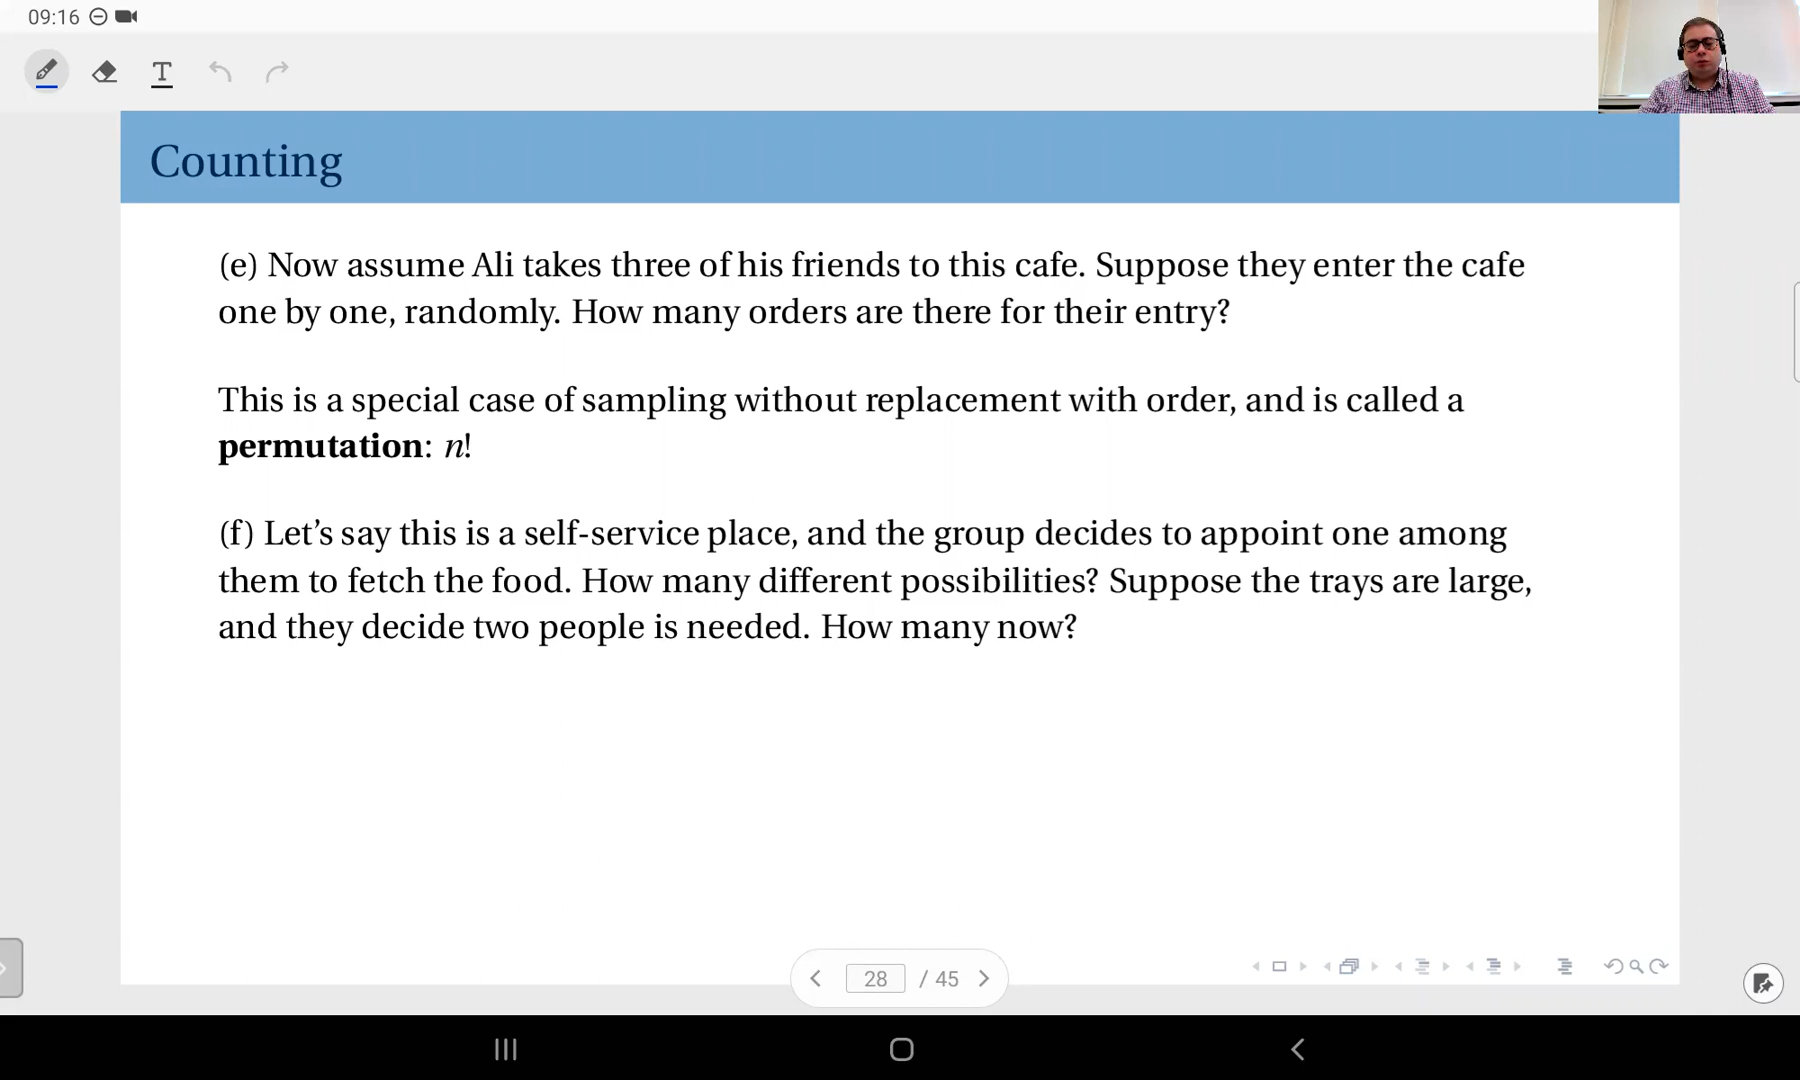 09:16
T
Counting
(e) Now assume Ali takes three of his friends to this cafe. Suppose they enter the cafe
one by one, randomly. How many orders are there for their entry?
This is a special case of sampling without replacement with order, and is called a
permutation: n!
(f) Let's say this is a self-service place, and the group decides to appoint one among
them to fetch the food. How many different possibilities? Suppose the trays are large,
and they decide two people is needed. How many now?
28 / 45